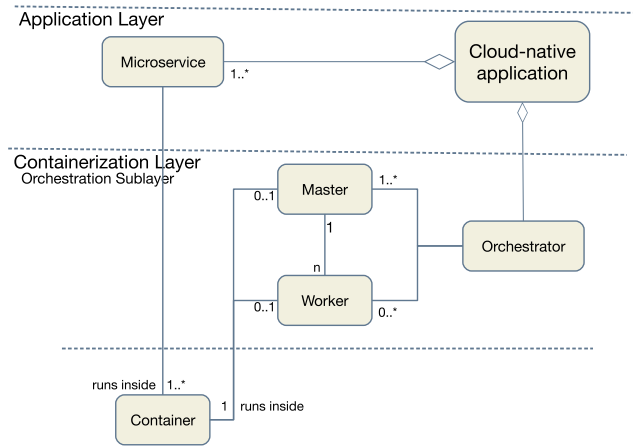 Application Layer
Microservice
1..*
Cloud-native
application
Containerization Layer
Orchestration Sublayer
Master
0..1
1..*
1
Orchestrator
n
Worker
0..1
0..*
runs inside
1..*
1
runs inside
Container